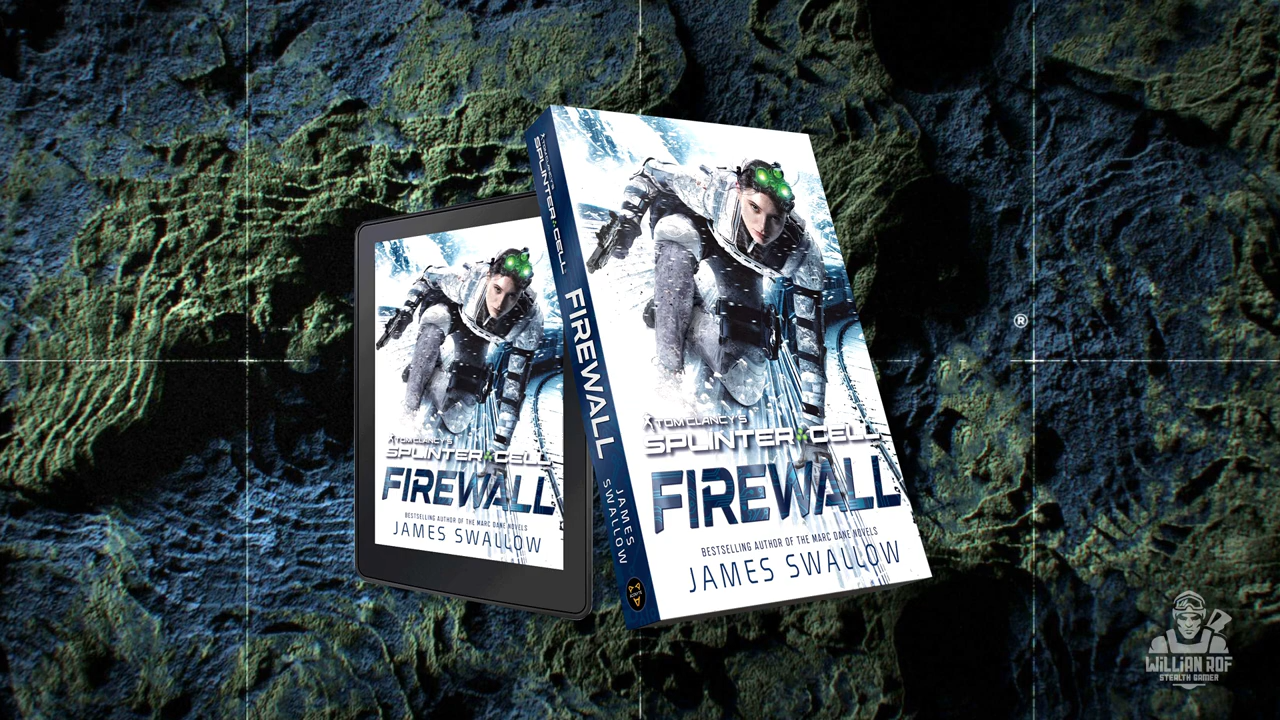 TOM CLANCY'S
SPLINTER CELL
FIREWALL
BESTSELLING AUTHOR OF THE MARC DANE NOVELS
JAMES SWALLOW
TOM CLANCY'S
SPLINTER CELL
FIREWALL
JAMES
SWALLOW
ACONYTE
TOM CLANCY'S
SPLINTER CELL
FIREWALL
BESTSELLING AUTHOR OF THE MARC DANE NOVELS
JAMES SWALLOW
®
WILLIAN ROF
STEALTH GAMER